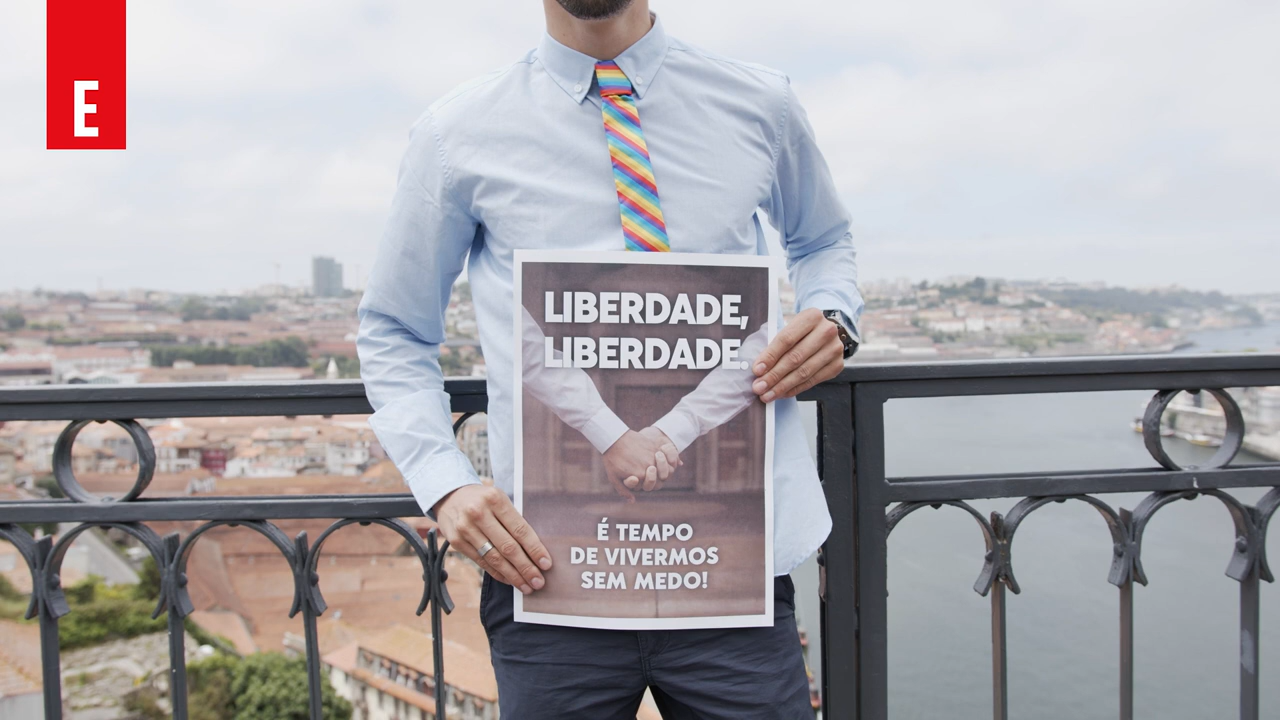 E
LIBERDADE,
LIBERDADE.
É TEMPO
DE VIVERMOS
SEM MEDO!